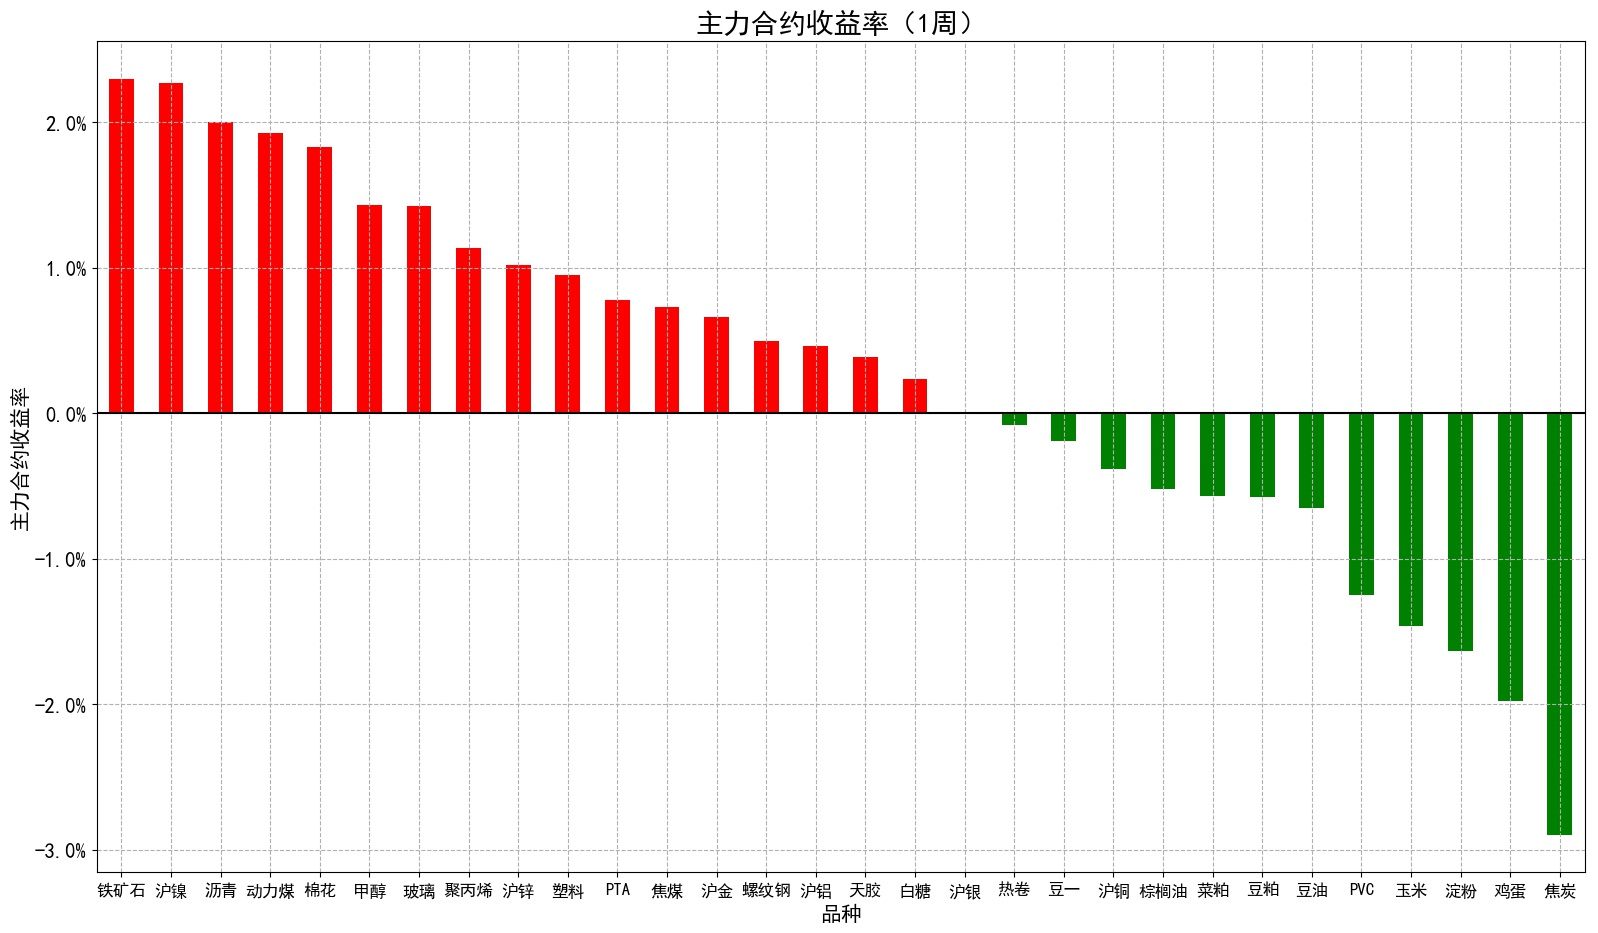 主力合约收益率（1周）
主力合约收益率
2.0%
1.0%
0.0%
−1.0%
−2.0%
−3.0%
铁矿石 沪镍 沥青 动力煤 棉花 甲醇 玻璃 聚丙烯 沪锌 塑料 PTA 焦煤 沪金 螺纹钢 沪铝 天胶 白糖 沪银 热卷 豆一 沪铜 棕榈油 菜粕 豆粕 豆油 PVC 玉米 淀粉 鸡蛋 焦炭
品种